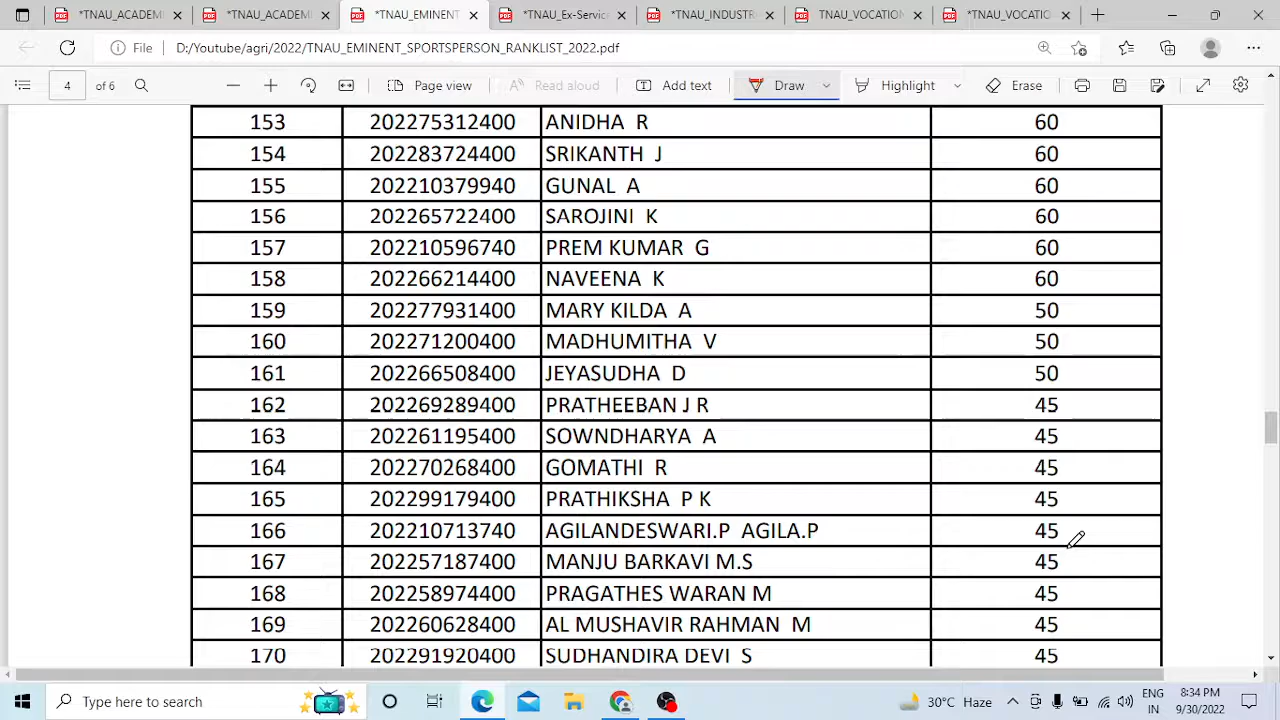 *TNAU_ACADEMI
*TNAU_ACADEMI
*TNAU_EMINENT
*TNAU_Ex-Service
*TNAU_INDUSTR
TNAU_VOCATION
*TNAU_VOCATIO
File D:/Youtube/agri/2022/TNAU_EMINENT_SPORTSPERSON_RANKLIST_2022.pdf
4 of 6 Page view Read aloud Add text Draw Highlight Erase
153 202275312400 ANIDHA R 60
154 202283724400 SRIKANTH J 60
155 202210379940 GUNAL A 60
156 202265722400 SAROJINI K 60
157 202210596740 PREM KUMAR G 60
158 202266214400 NAVEENA K 60
159 202277931400 MARY KILDA A 50
160 202271200400 MADHUMITHA V 50
161 202266508400 JEYASUDHA D 50
162 202269289400 PRATHEEBAN J R 45
163 202261195400 SOWNDHARYA A 45
164 202270268400 GOMATHI R 45
165 202299179400 PRATHIKSHA P K 45
166 202210713740 AGILANDESWARI.P AGILA.P 45
167 202257187400 MANJU BARKAVI M.S 45
168 202258974400 PRAGATHES WARAN M 45
169 202260628400 AL MUSHAVIR RAHMAN M 45
170 202291920400 SUDHANDIRA DEVI S 45
Type here to search
30°C Haze
ENG
IN
8:34 PM
9/30/2022